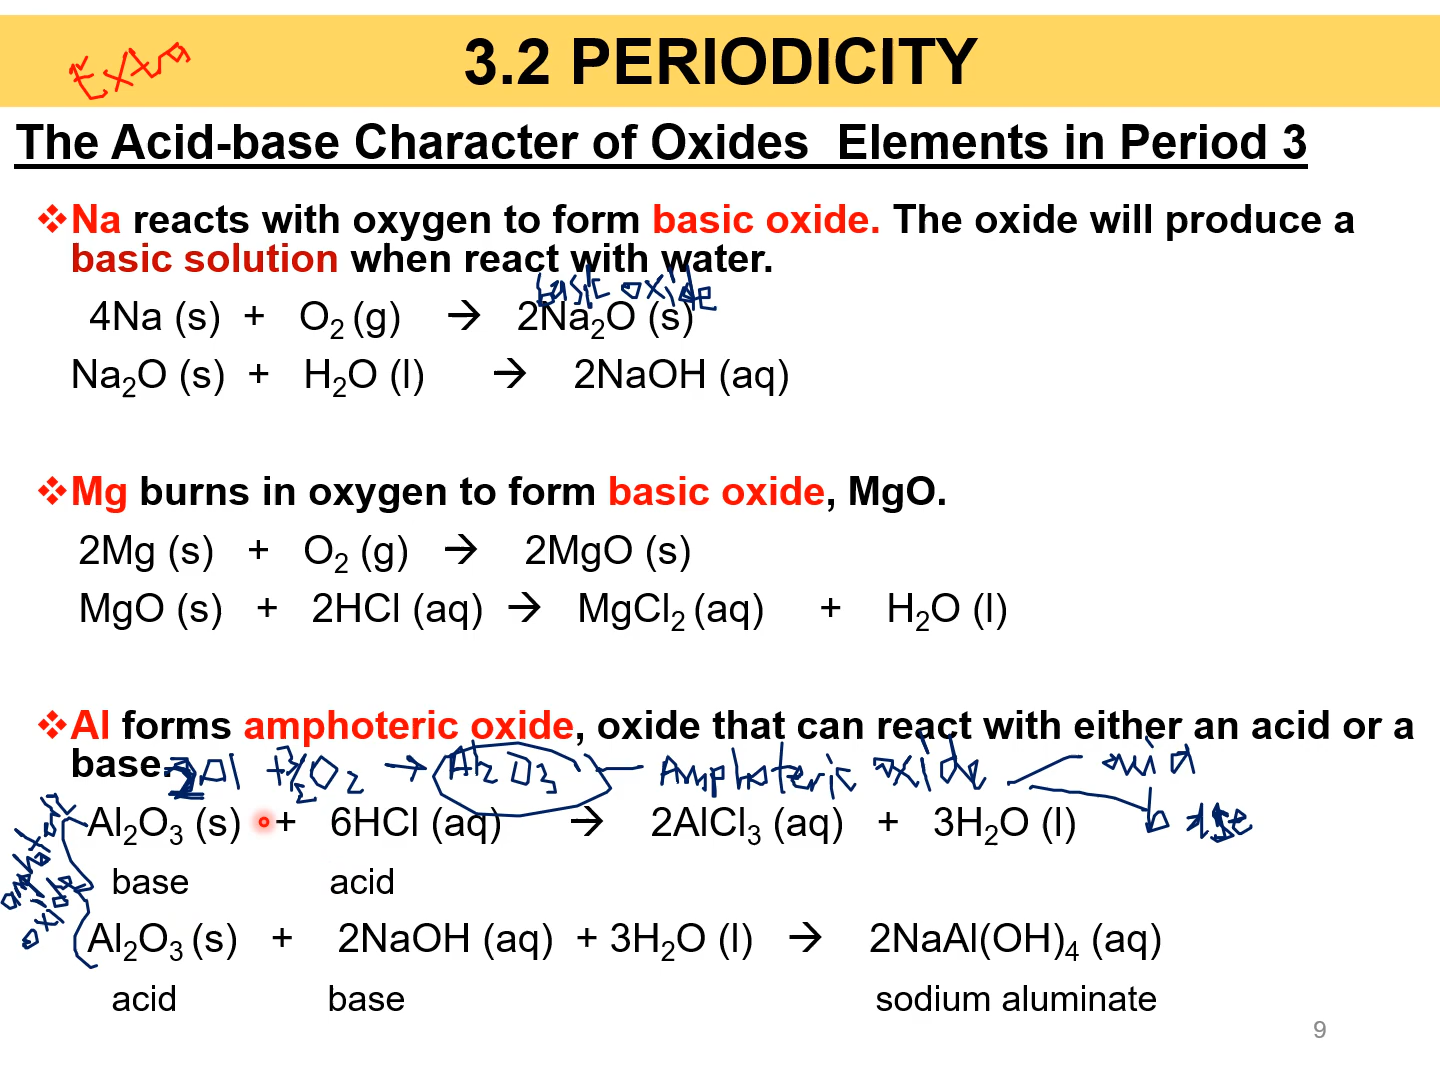 Extra
3.2 PERIODICITY
The Acid-base Character of Oxides Elements in Period 3
❖Na reacts with oxygen to form basic oxide. The oxide will produce a
basic solution when react with water.
basic oxide
4Na (s) + O₂ (g) → 2Na₂O (s)
Na₂O (s) + H₂O (l) → 2NaOH (aq)
❖Mg burns in oxygen to form basic oxide, MgO.
2Mg (s) + O₂ (g) → 2MgO (s)
MgO (s) + 2HCl (aq) → MgCl₂ (aq) + H₂O (l)
❖Al forms amphoteric oxide, oxide that can react with either an acid or a
base.
2Al + 3/2 O₂ → Al₂O₃ — Amphoteric oxide acid
base
Al₂O₃ (s) + 6HCl (aq) → 2AlCl₃ (aq) + 3H₂O (l)
base acid
oxide
Al₂O₃ (s) + 2NaOH (aq) + 3H₂O (l) → 2NaAl(OH)₄ (aq)
acid base sodium aluminate
9